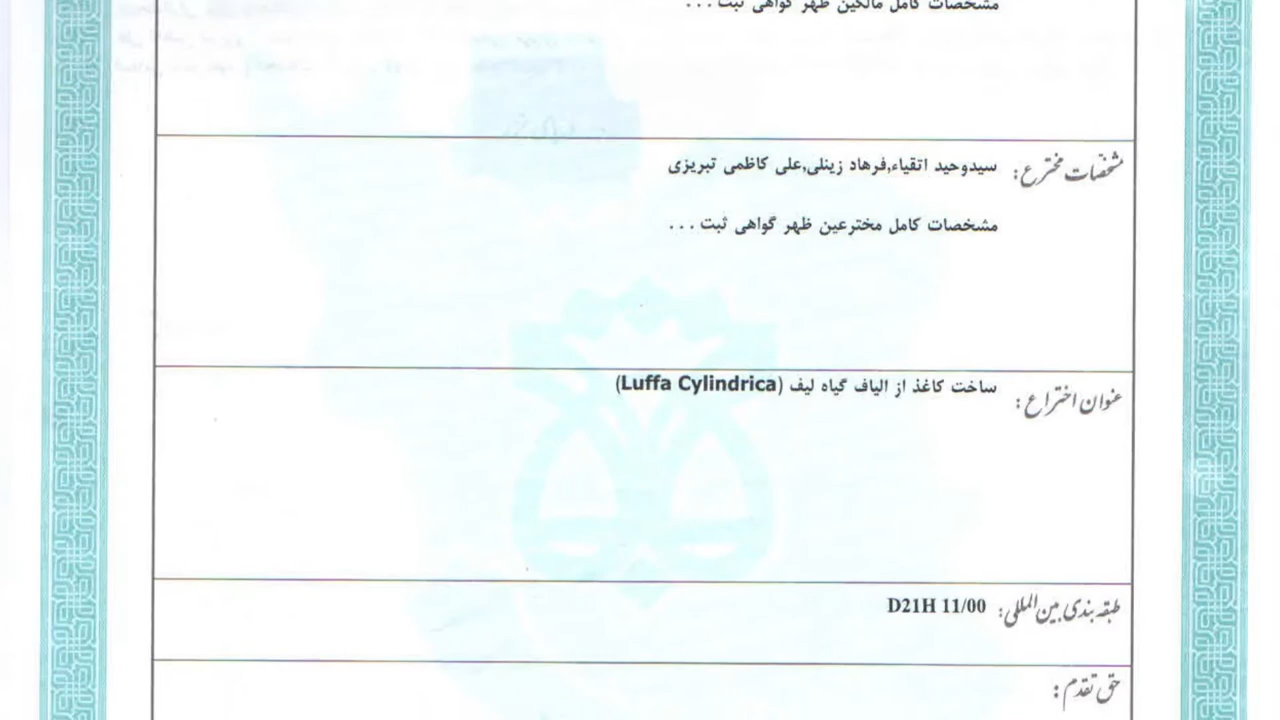 مشخصات کامل مالکین ظهر گواهی ثبت ...
مشخصات مخترع : سیدوحید اتقیاء,فرهاد زینلی,علی کاظمی تبریزی
مشخصات کامل مخترعین ظهر گواهی ثبت ...
عنوان اختراع : ساخت کاغذ از الیاف گیاه لیف (Luffa Cylindrica)
طبقه بندی بین المللی : D21H 11/00
حق تقدم :